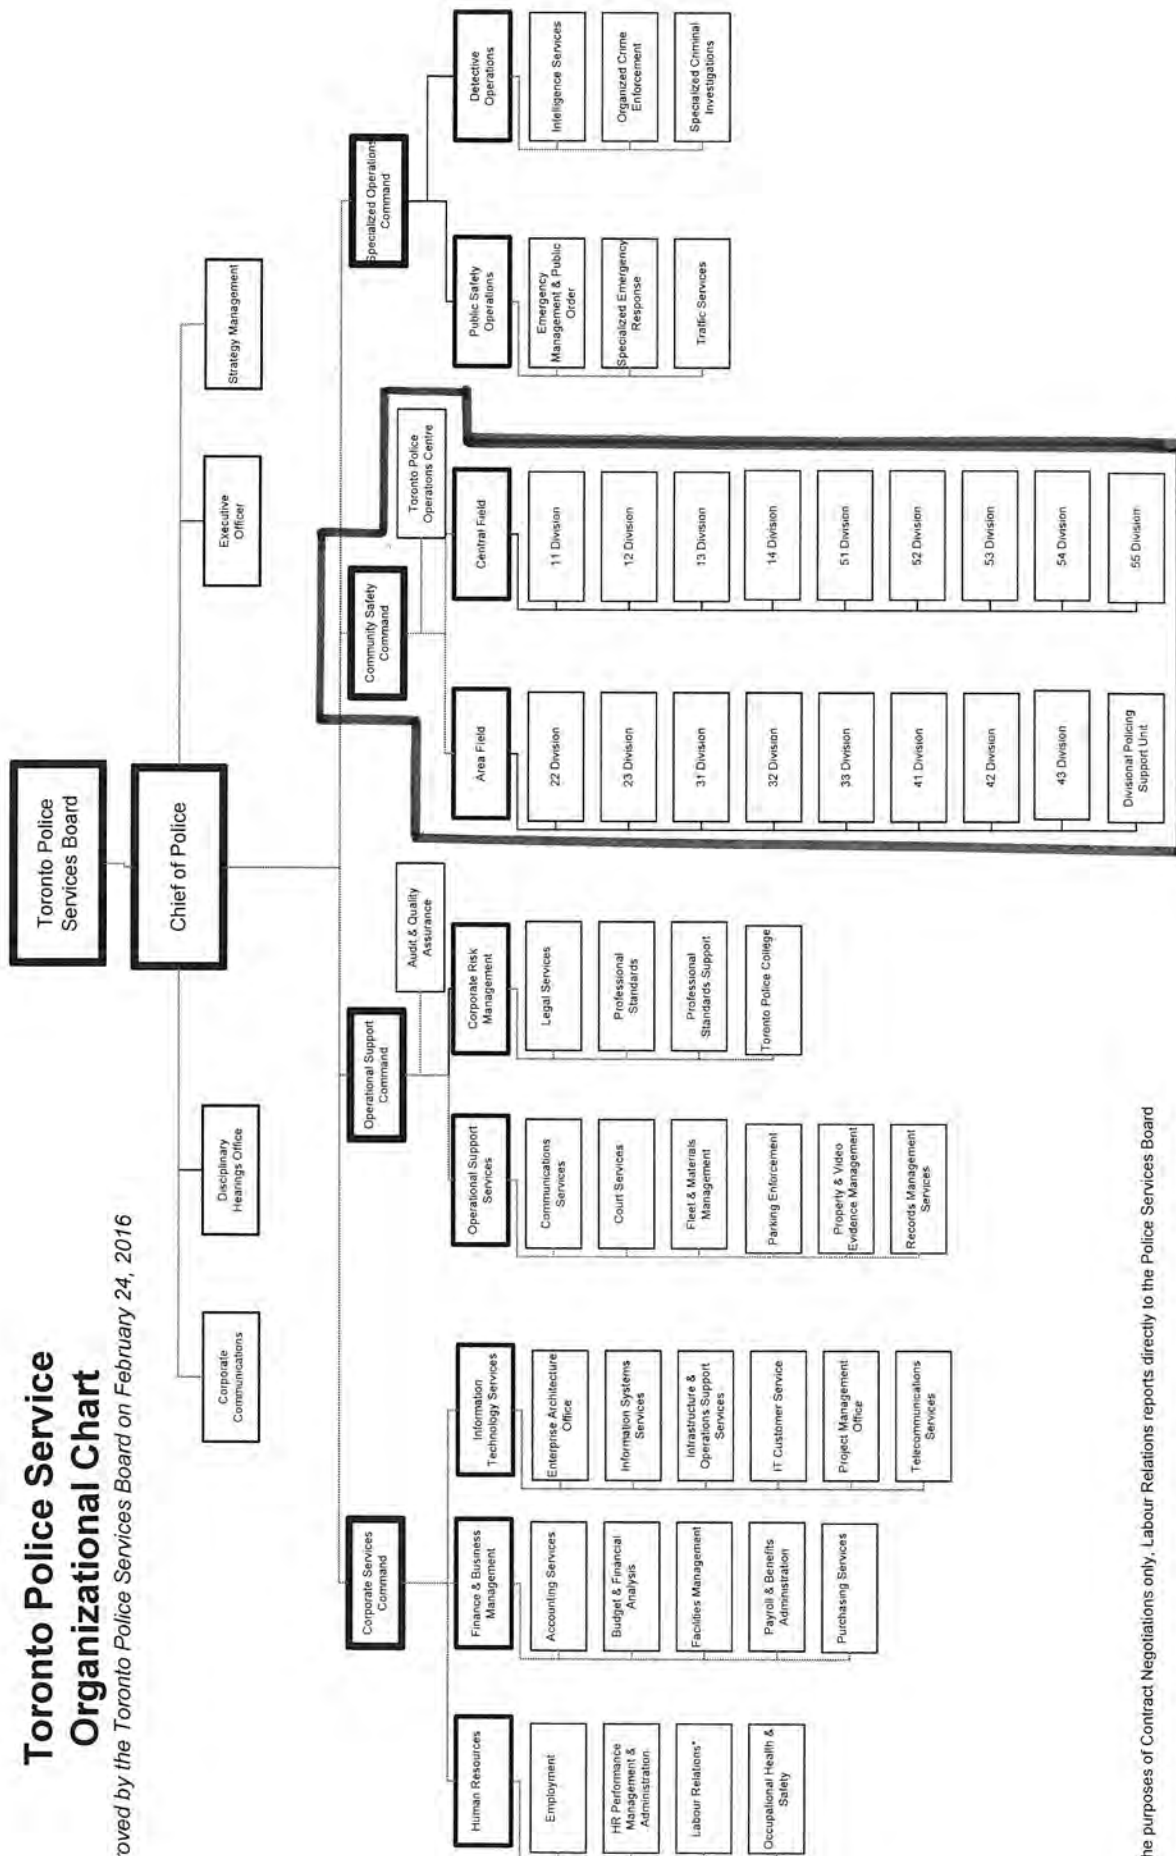 Toronto Police Service
Organizational Chart
roved by the Toronto Police Services Board on February 24, 2016
Toronto Police
Services Board
Chief of Police
Corporate
Communications
Disciplinary
Hearings Office
Executive
Officer
Strategy Management
Corporate Services
Command
Operational Support
Command
Community Safety
Command
Specialized Operations
Command
Audit & Quality
Assurance
Toronto Police
Operations Centre
Human Resources
Employment
HR Performance
Management &
Administration
Labour Relations*
Occupational Health &
Safety
Finance & Business
Management
Accounting Services
Budget & Financial
Analysis
Facilities Management
Payroll & Benefits
Administration
Purchasing Services
Information
Technology Services
Enterprise Architecture
Office
Information Systems
Services
Infrastructure &
Operations Support
Services
IT Customer Service
Project Management
Office
Telecommunications
Services
Operational Support
Services
Communications
Services
Court Services
Fleet & Materials
Management
Parking Enforcement
Property & Video
Evidence Management
Records Management
Services
Corporate Risk
Management
Legal Services
Professional
Standards
Professional
Standards Support
Toronto Police College
Area Field
22 Division
23 Division
31 Division
32 Division
33 Division
41 Division
42 Division
43 Division
Divisional Policing
Support Unit
Central Field
11 Division
12 Division
13 Division
14 Division
51 Division
52 Division
53 Division
54 Division
55 Division
Public Safety
Operations
Emergency
Management & Public
Order
Specialized Emergency
Response
Traffic Services
Detective
Operations
Intelligence Services
Organized Crime
Enforcement
Specialized Criminal
Investigations
he purposes of Contract Negotiations only, Labour Relations reports directly to the Police Services Board